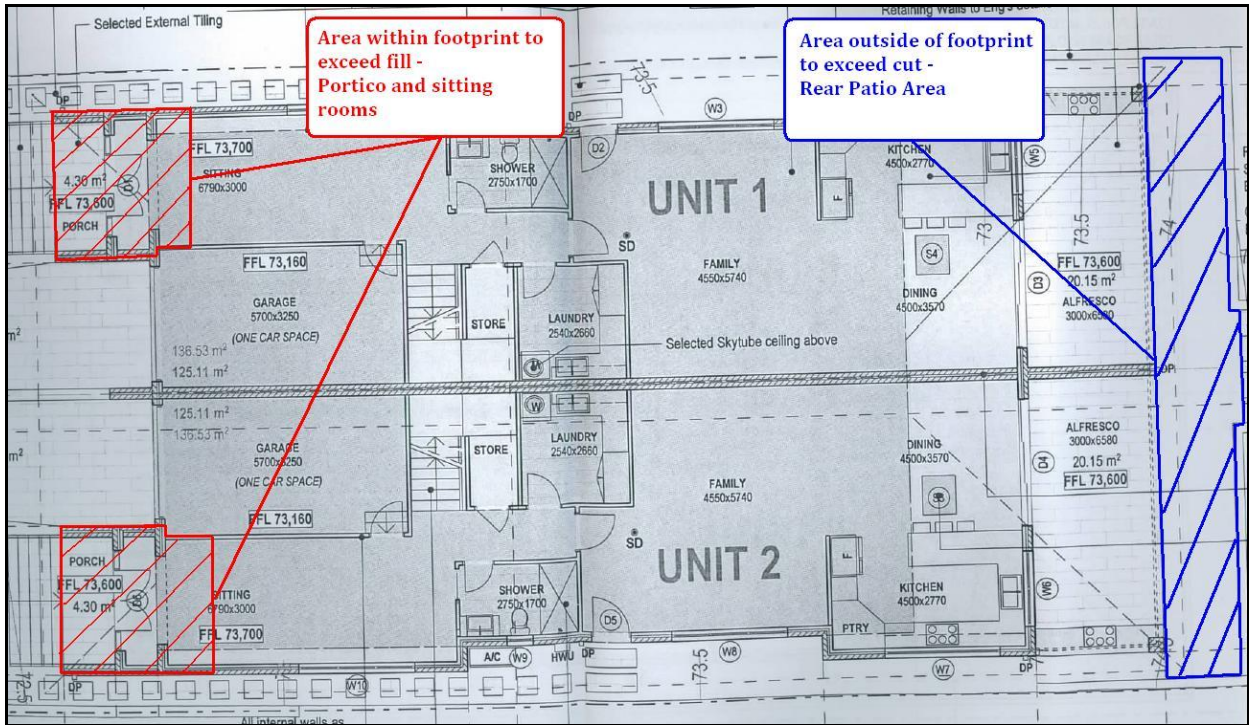 Selected External Tiling
Retaining Walls to Eng's
Area within footprint to
exceed fill -
Portico and sitting
rooms
Area outside of footprint
to exceed cut -
Rear Patio Area
73.5
DP
DP
W3
D2
FFL 73,700
SITTING
6790x3000
4.30 m²
FFL 73,600
PORCH
SHOWER
2750x1700
UNIT 1
KITCHEN
4500x2770
W5
F
73
73.5
74
SD
S4
FAMILY
4550x5740
DINING
4500x3570
D3
FFL 73,600
20.15 m²
ALFRESCO
3000x6580
FFL 73,160
GARAGE
5700x3250
(ONE CAR SPACE)
STORE
LAUNDRY
2540x2660
Selected Skytube ceiling above
m²
136.53 m²
125.11 m²
W
DP
125.11 m²
136.53 m²
W
GARAGE
5700x3250
(ONE CAR SPACE)
FFL 73,160
STORE
LAUNDRY
2540x2660
m²
FAMILY
4550x5740
DINING
4500x3570
D4
ALFRESCO
3000x6580
20.15 m²
FFL 73,600
SD
UNIT 2
F
PORCH
FFL 73,600
4.30 m²
SITTING
6790x3000
FFL 73,700
SHOWER
2750x1700
D5
KITCHEN
4500x2770
W6
PTRY
A/C
W9
HWU
DP
73.5
W8
W7
DP
72.5
DP
W10
All internal walls as